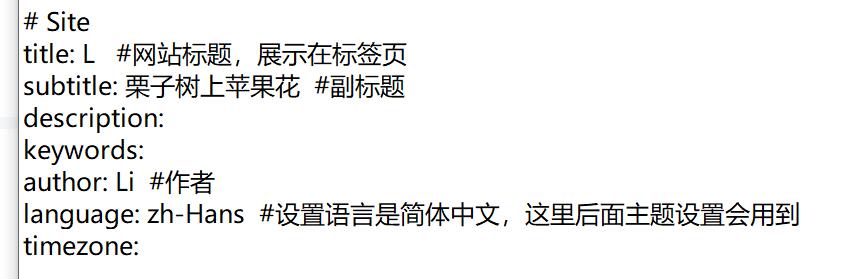 # Site
title: L   #网站标题，展示在标签页
subtitle: 栗子树上苹果花  #副标题
description:
keywords:
author: Li  #作者
language: zh-Hans  #设置语言是简体中文，这里后面主题设置会用到
timezone: